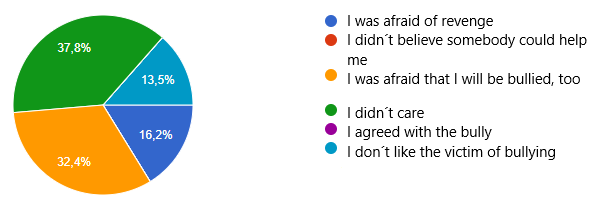 37,8%
13,5%
16,2%
32,4%
I was afraid of revenge
I didn´t believe somebody could help
me
I was afraid that I will be bullied, too
I didn´t care
I agreed with the bully
I don´t like the victim of bullying